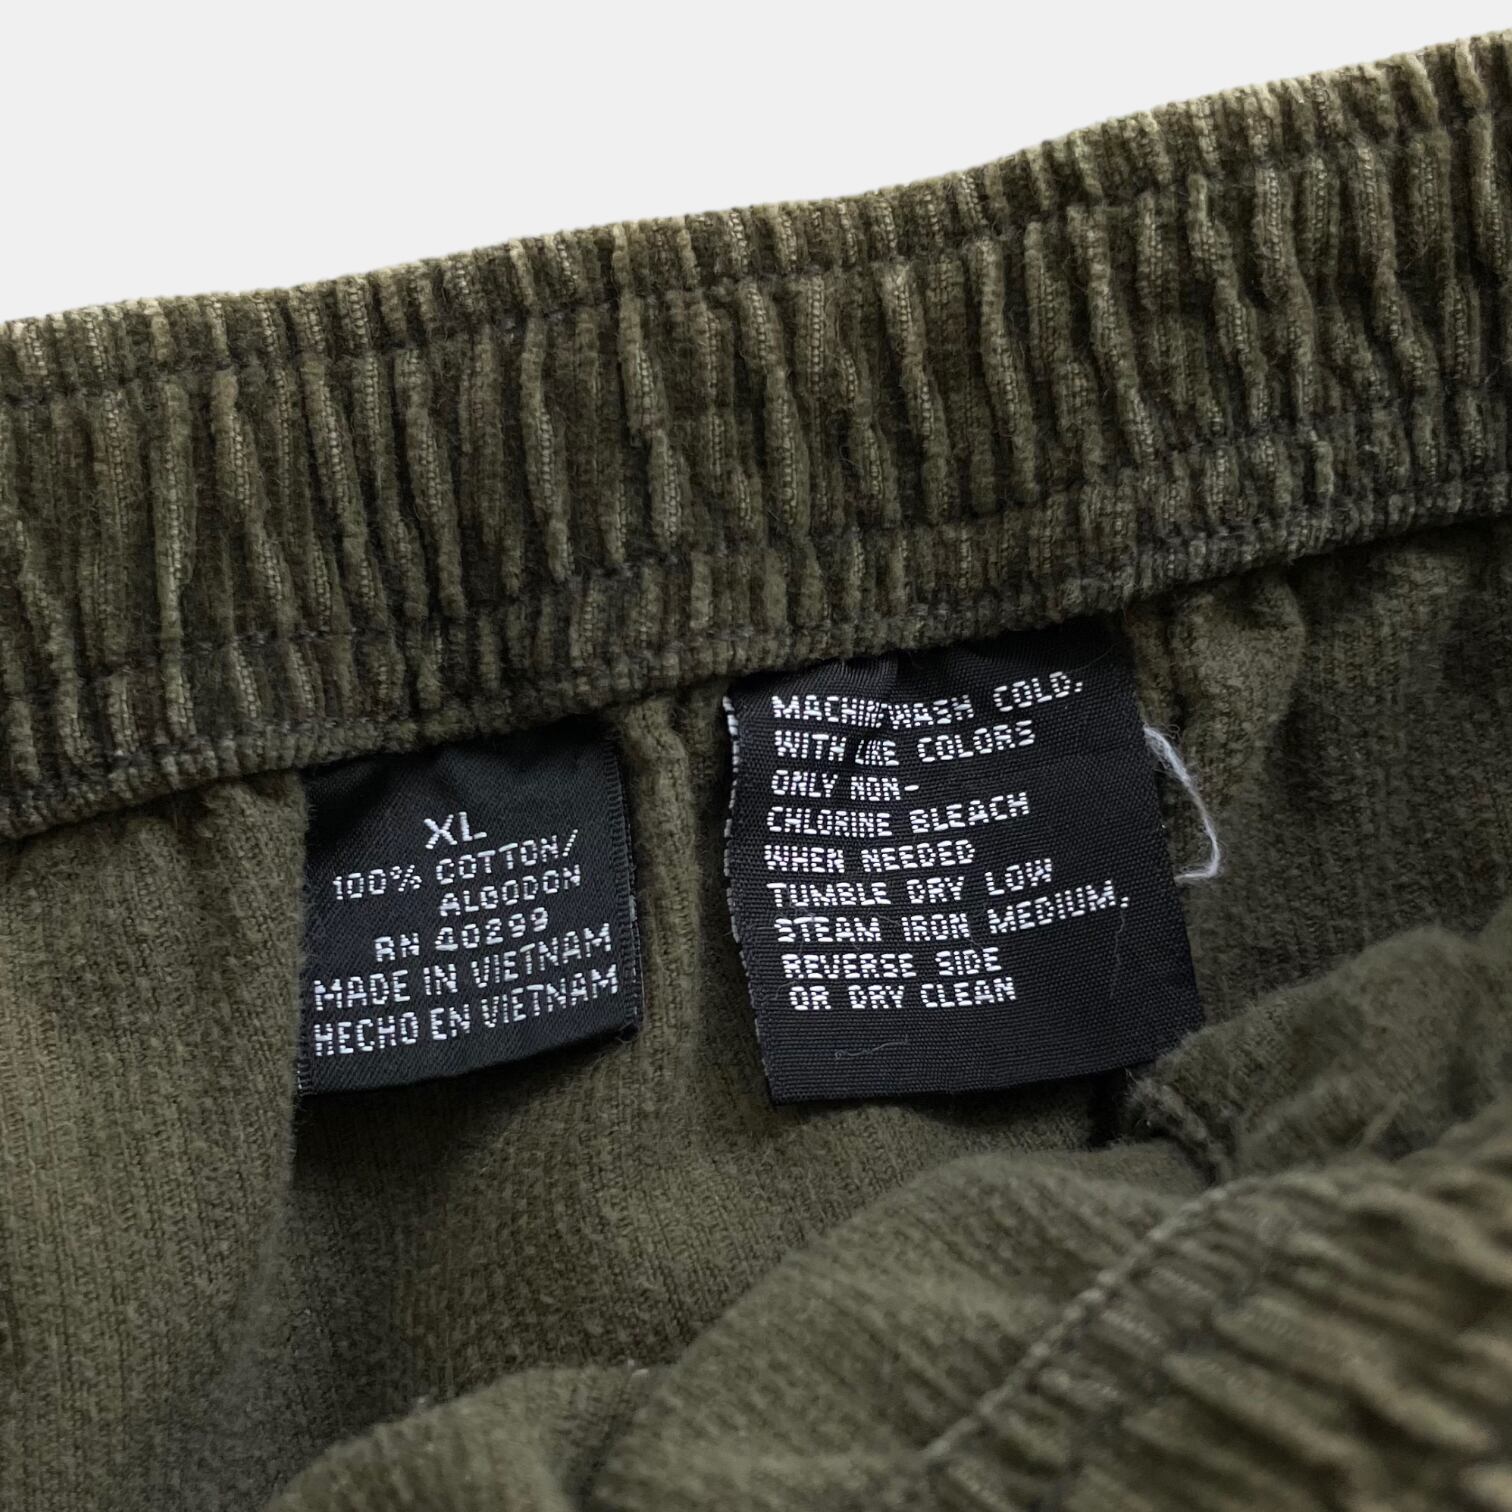 XL
100% COTTON/
ALGODON
RN 40299
MADE IN VIETNAM
HECHO EN VIETNAM
MACHINE WASH COLD.
WITH LIKE COLORS
ONLY NON-
CHLORINE BLEACH
WHEN NEEDED
TUMBLE DRY LOW
STEAM IRON MEDIUM.
REVERSE SIDE
OR DRY CLEAN